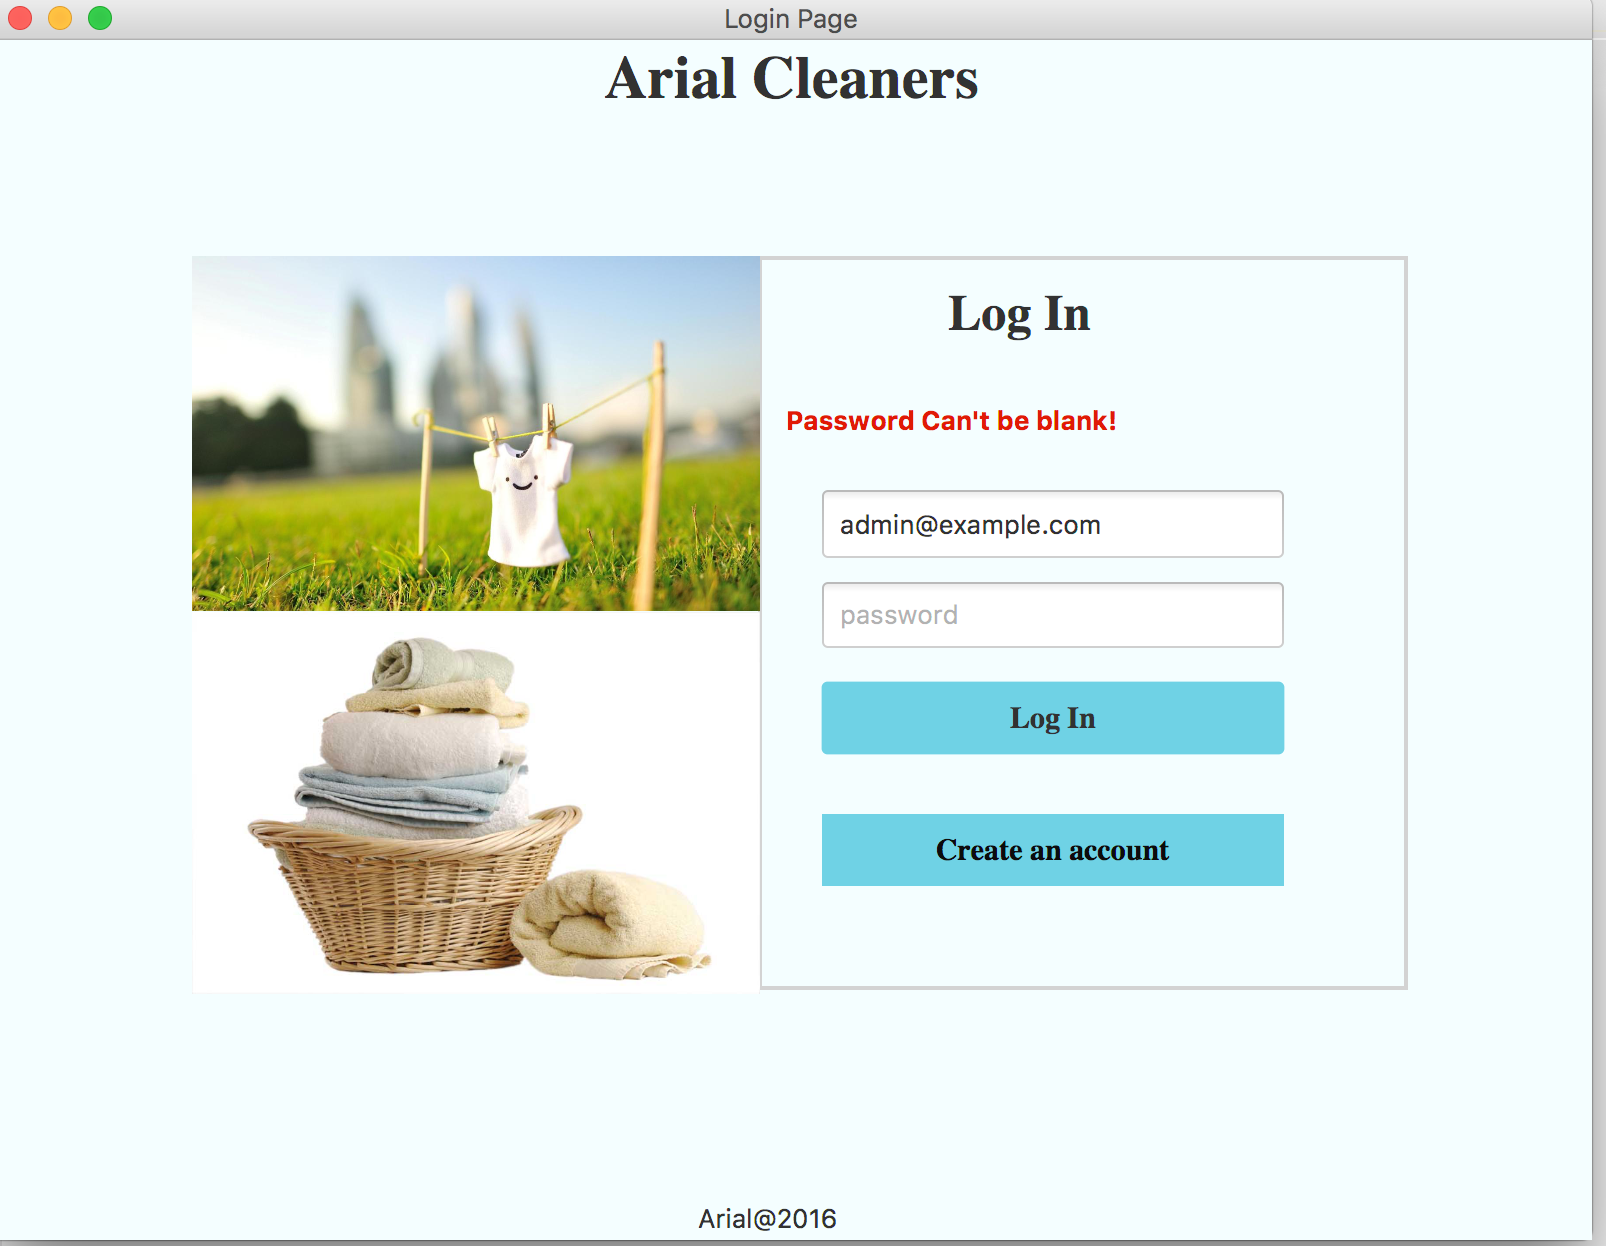 Login Page
Arial Cleaners
Log In
Password Can't be blank!
admin@example.com
password
Log In
Create an account
Arial@2016